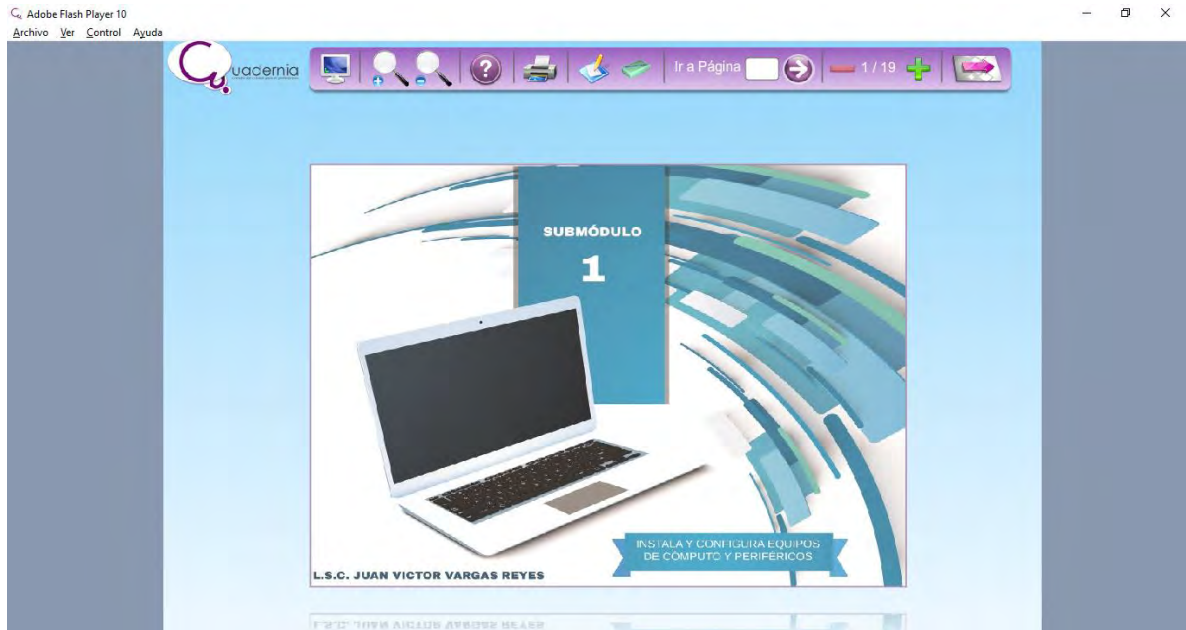 Adobe Flash Player 10
Archivo Ver Control Ayuda
Cuadernia
Ir a Página
1 / 19
SUBMÓDULO
1
INSTALA Y CONFIGURA EQUIPOS
DE CÓMPUTO Y PERIFÉRICOS
L.S.C. JUAN VICTOR VARGAS REYES